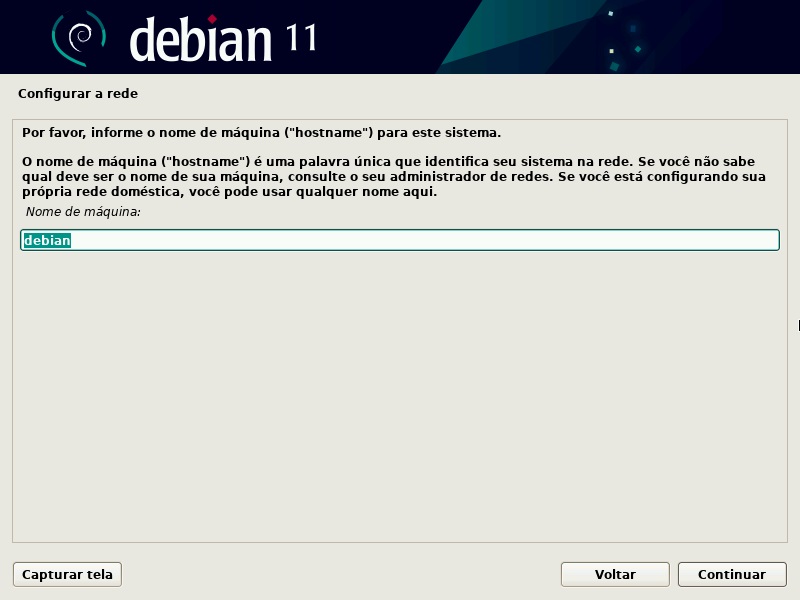 debian 11
Configurar a rede
Por favor, informe o nome de máquina ("hostname") para este sistema.
O nome de máquina ("hostname") é uma palavra única que identifica seu sistema na rede. Se você não sabe
qual deve ser o nome de sua máquina, consulte o seu administrador de redes. Se você está configurando sua
própria rede doméstica, você pode usar qualquer nome aqui.
Nome de máquina:
debian
Capturar tela
Voltar
Continuar